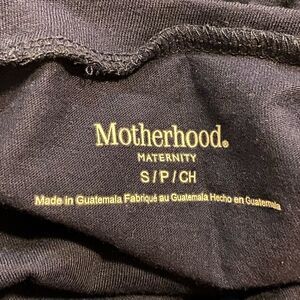 Motherhood®
MATERNITY
S/P/CH
Made in Guatemala Fabriqué au Guatemala Hecho en Guatemala